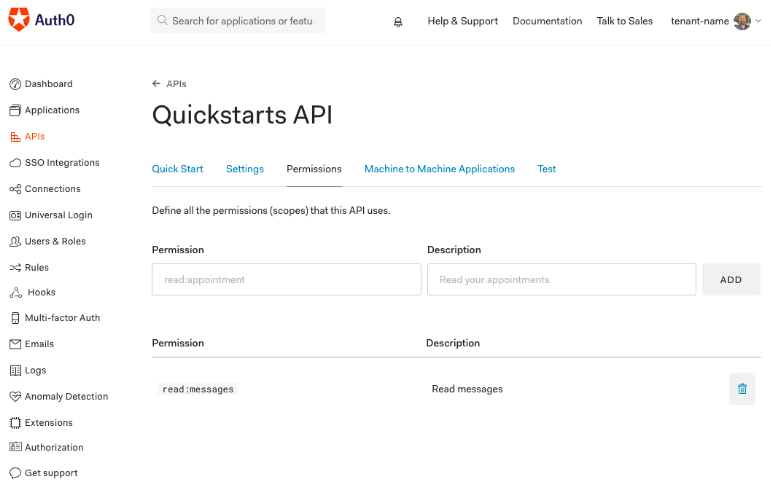 Auth0
Search for applications or featu
Help & Support
Documentation
Talk to Sales
tenant-name
Dashboard
Applications
APIs
SSO Integrations
Connections
Universal Login
Users & Roles
Rules
Hooks
Multi-factor Auth
Emails
Logs
Anomaly Detection
Extensions
Authorization
Get support
← APIs
Quickstarts API
Quick Start
Settings
Permissions
Machine to Machine Applications
Test
Define all the permissions (scopes) that this API uses.
Permission
Description
read:appointment
Read your appointments
ADD
Permission
Description
read:messages
Read messages